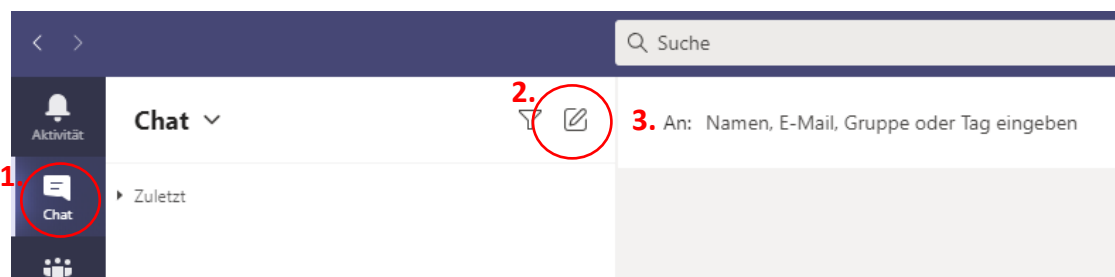 Suche
2.
Aktivität
Chat
3. An: Namen, E-Mail, Gruppe oder Tag eingeben
1.
Chat
Zuletzt